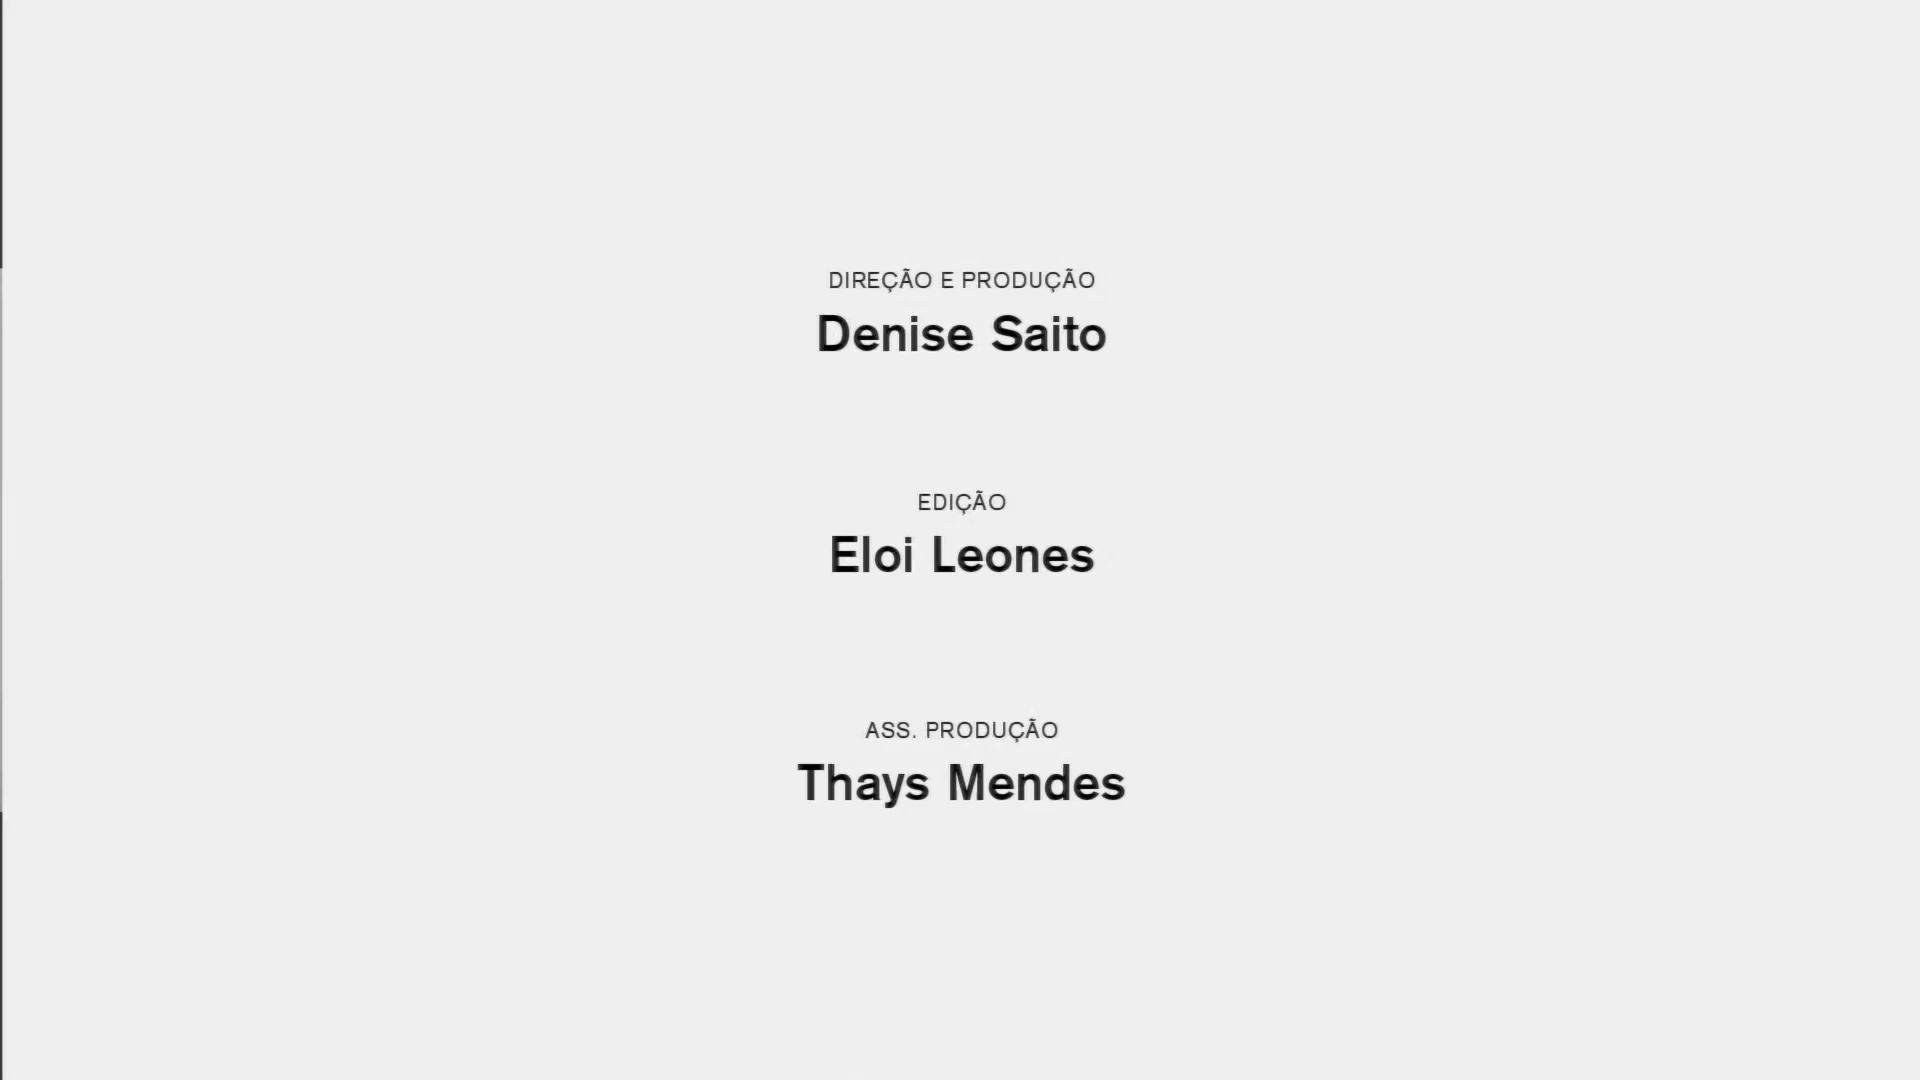 DIREÇÃO E PRODUÇÃO
Denise Saito
EDIÇÃO
Eloi Leones
ASS. PRODUÇÃO
Thays Mendes